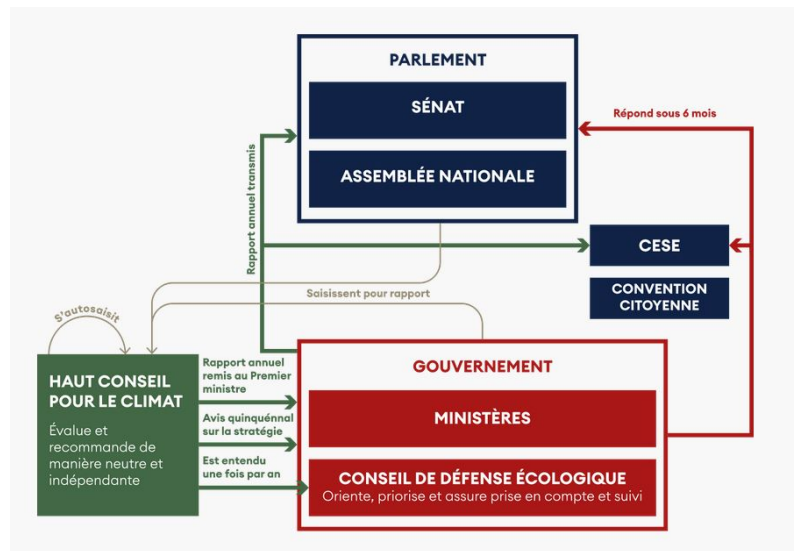 PARLEMENT
SÉNAT
ASSEMBLÉE NATIONALE
Répond sous 6 mois
Rapport annuel transmis
CESE
CONVENTION
CITOYENNE
Saisissent pour rapport
S'autosaisit
HAUT CONSEIL
POUR LE CLIMAT
Évalue et
recommande de
manière neutre et
indépendante
Rapport annuel
remis au Premier
ministre
Avis quinquénnal
sur la stratégie
Est entendu
une fois par an
GOUVERNEMENT
MINISTÈRES
CONSEIL DE DÉFENSE ÉCOLOGIQUE
Oriente, priorise et assure prise en compte et suivi